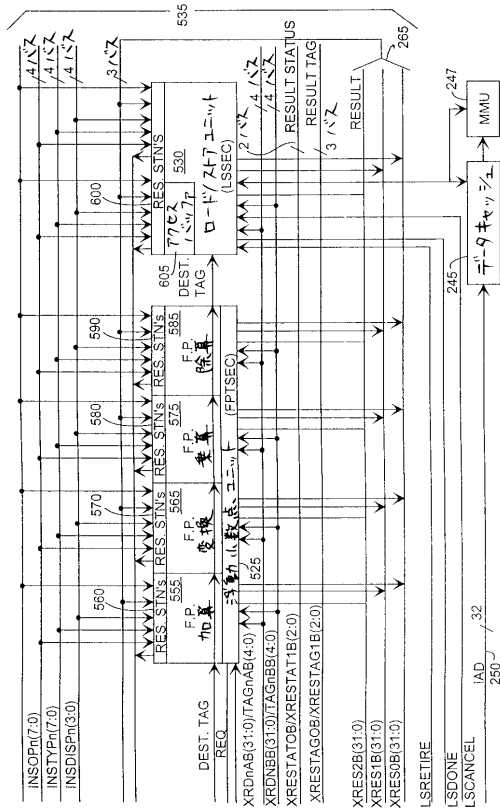 535
INSOPn(7:0)
4バス
INSTYPn(7:0)
4バス
INSDISPn(3:0)
4バス
3バス
560
RES. STN's
570
RES. STN'S
580
RES. STN's
590
RES. STN's
600
RES. STN'S
555
F.P.
加算
565
F.P.
変換
575
F.P.
乗算
585
F.P.
除算
530
605
アクセス
バッファ
ロード/ストアユニット
(LSSEC)
525
浮動小数点ユニット
(FPTSEC)
DEST. TAG
REQ
DEST.
TAG
XRDnAB(31:0)/TAGnAB(4:0)
4バス
XRDNBB(31:0)/TAGnBB(4:0)
4バス
2バス
XRESTAT0B/XRESTAT1B(2:0)
RESULT STATUS
XRESTAG0B/XRESTAG1B(2:0)
RESULT TAG
3バス
XRES2B(31:0)
RESULT
XRES1B(31:0)
XRES0B(31:0)
265
LSRETIRE
LSDONE
LSCANCEL
IAD
32
250
245
データキャッシュ
247
MMU